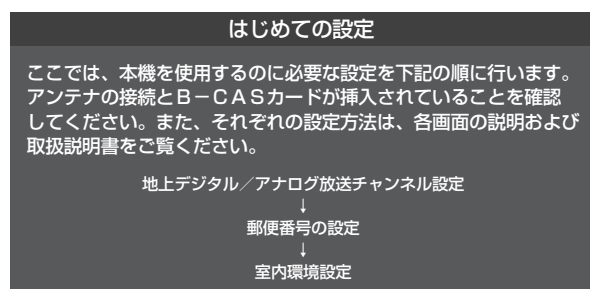 はじめての設定
ここでは、本機を使用するのに必要な設定を下記の順に行います。
アンテナの接続とＢ－ＣＡＳカードが挿入されていることを確認
してください。また、それぞれの設定方法は、各画面の説明および
取扱説明書をご覧ください。
地上デジタル／アナログ放送チャンネル設定
↓
郵便番号の設定
↓
室内環境設定